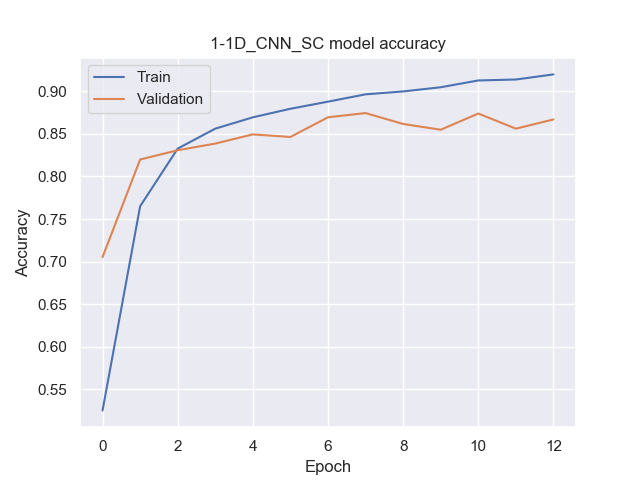 1-1D_CNN_SC model accuracy
Train
Validation
0.90
0.85
0.80
0.75
0.70
0.65
0.60
0.55
Accuracy
0 2 4 6 8 10 12
Epoch